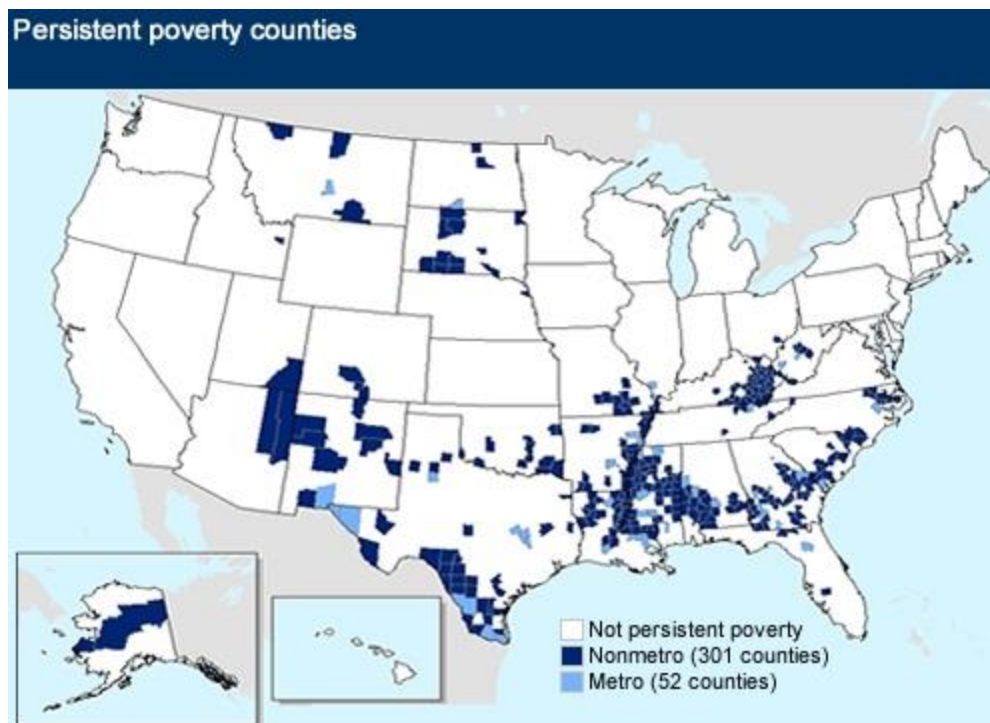 Persistent poverty counties
Not persistent poverty
Nonmetro (301 counties)
Metro (52 counties)